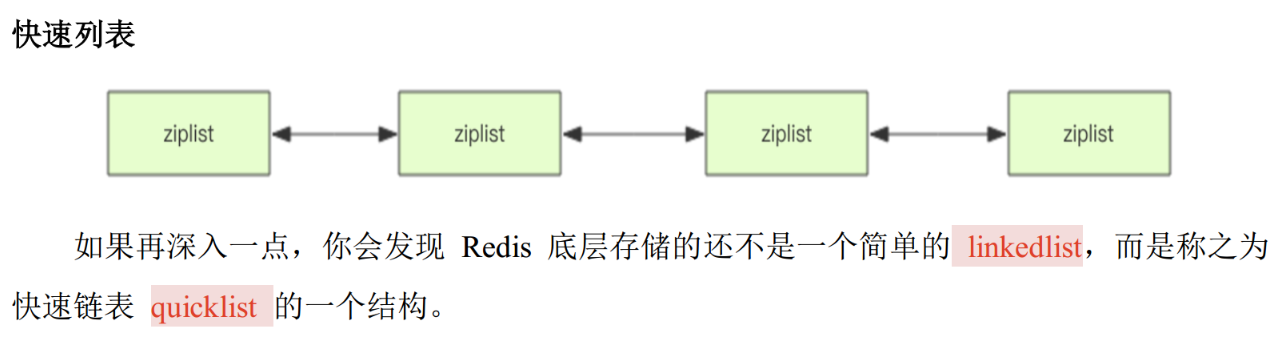 快速列表
ziplist ziplist ziplist ziplist
如果再深入一点，你会发现 Redis 底层存储的还不是一个简单的 linkedlist，而是称之为
快速链表 quicklist 的一个结构。